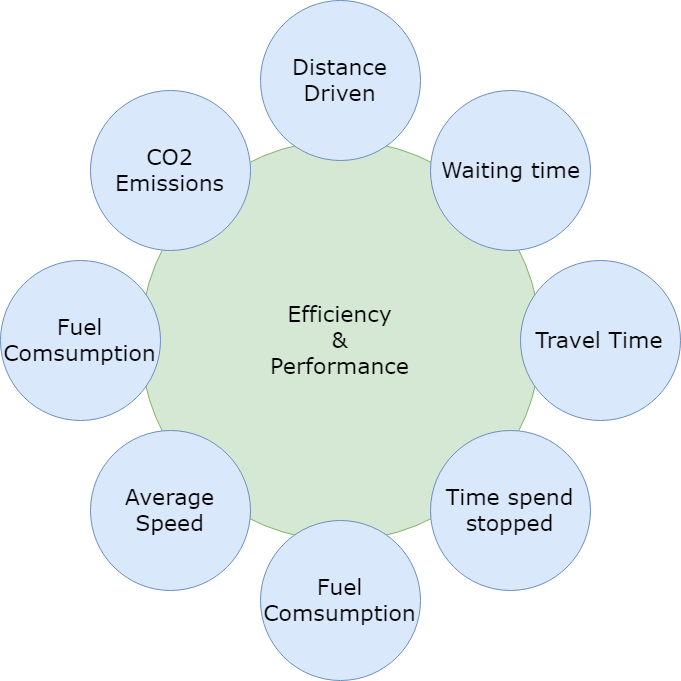 Distance
Driven
CO2
Emissions
Waiting time
Fuel
Comsumption
Efficiency
&
Performance
Travel Time
Average
Speed
Time spend
stopped
Fuel
Comsumption